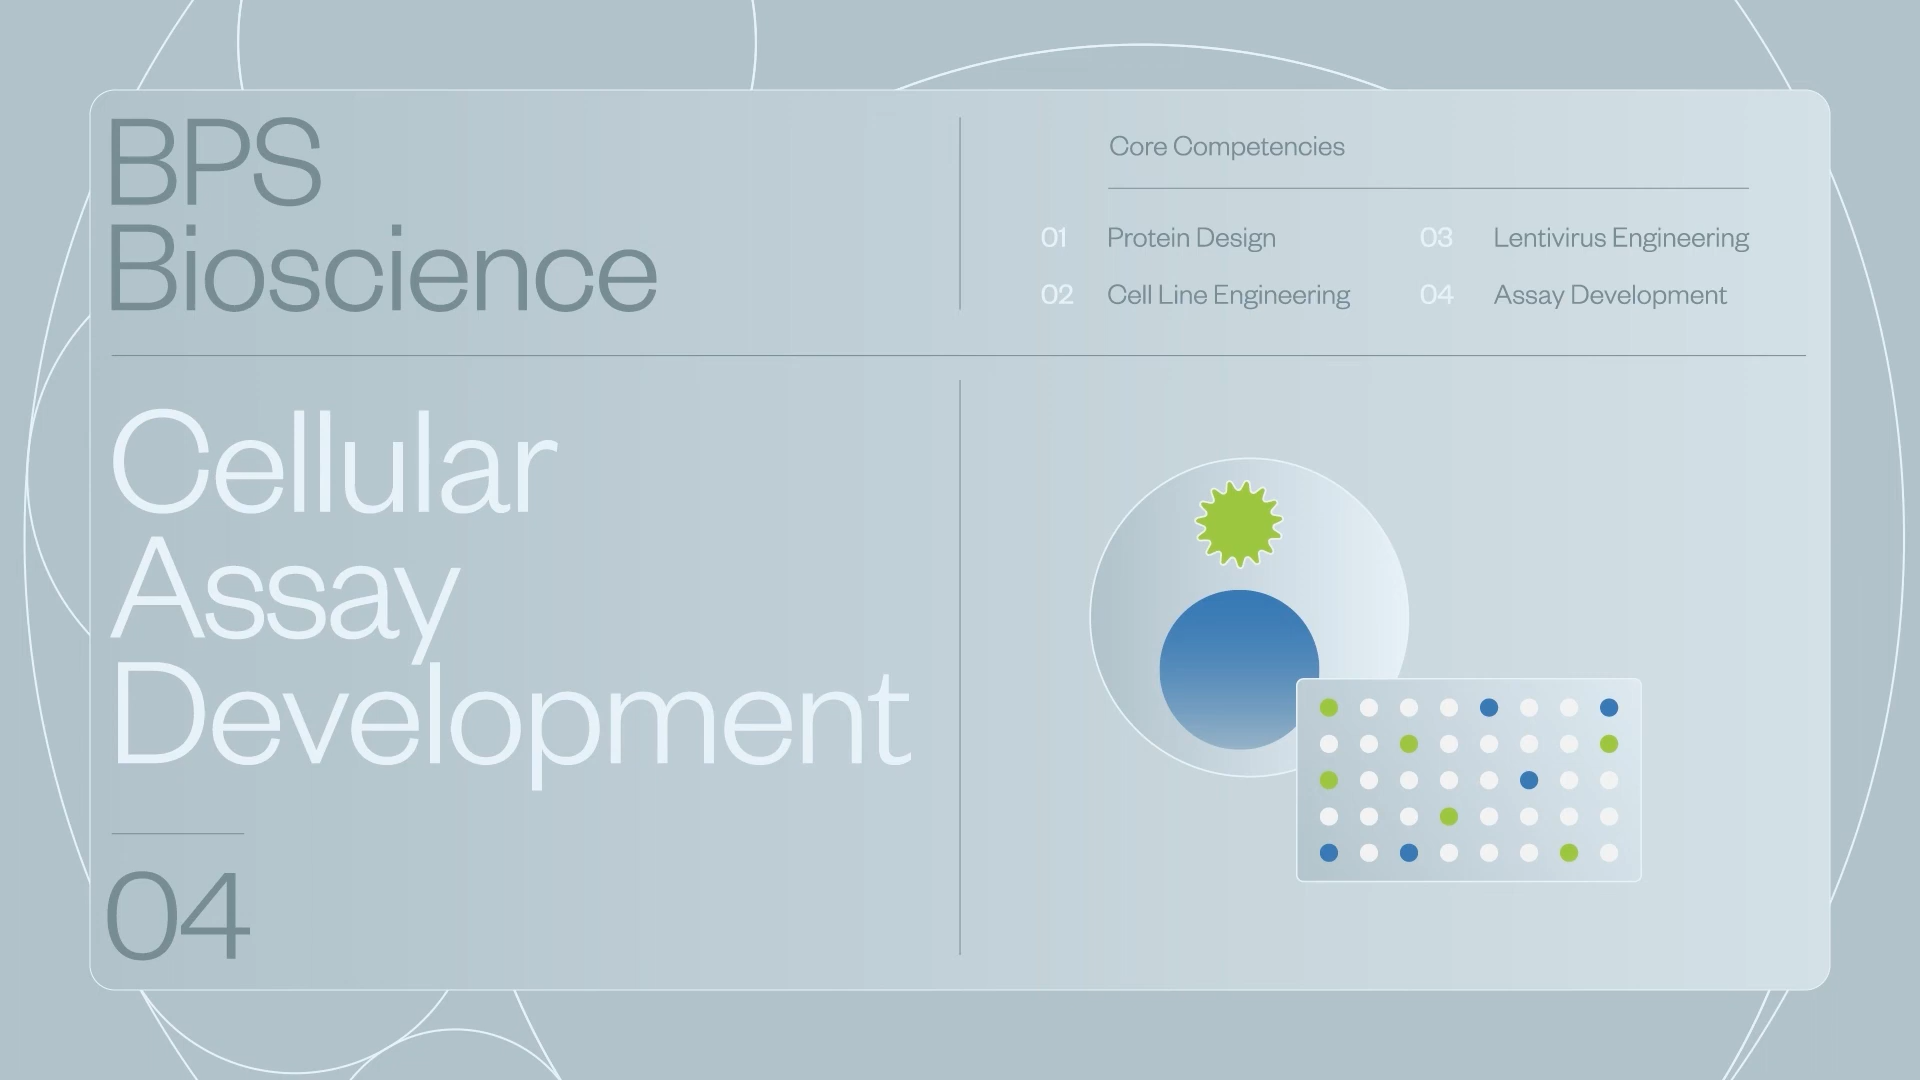 BPS
Bioscience
Core Competencies
01 Protein Design
02 Cell Line Engineering
03 Lentivirus Engineering
04 Assay Development
Cellular
Assay
Development
04